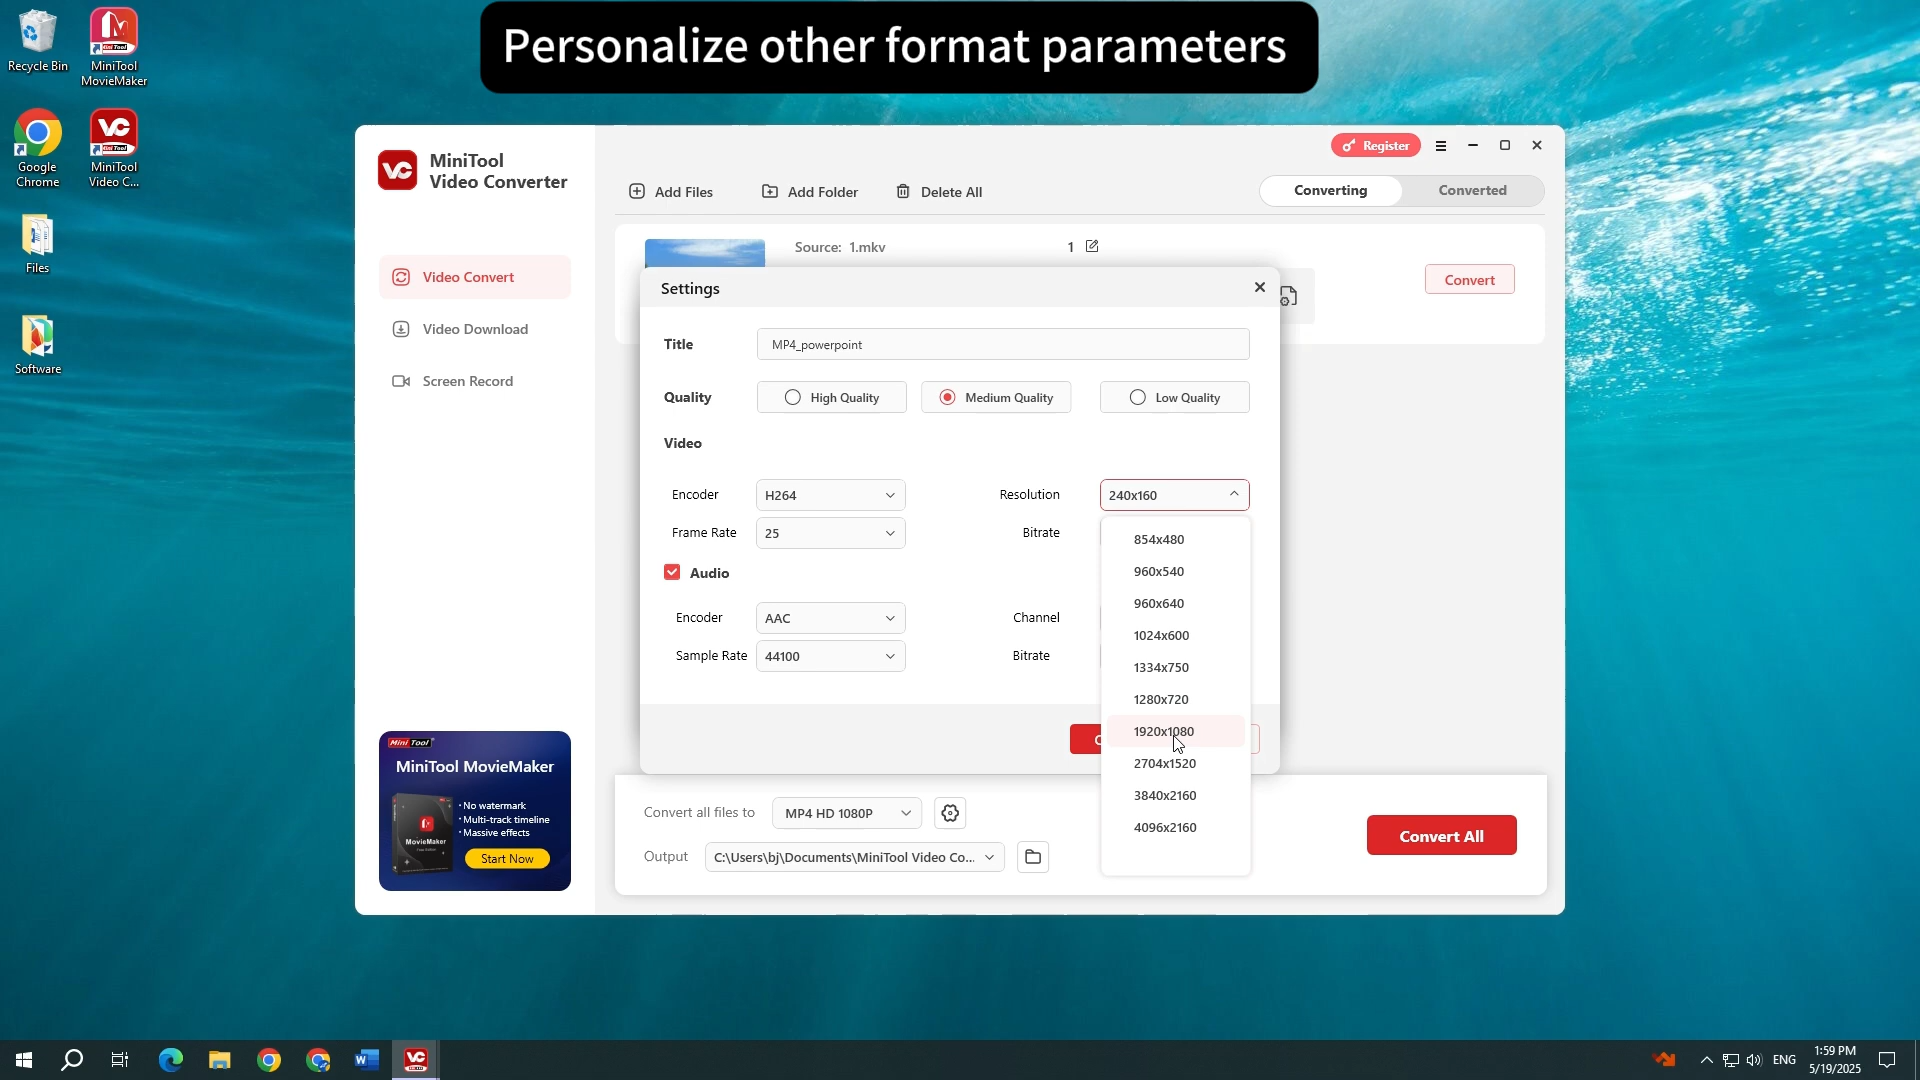 Personalize other format parameters
Recycle Bin
MiniTool
MovieMaker
Google
Chrome
MiniTool
Video C...
Files
Software
MiniTool
Video Converter
Register
Add Files
Add Folder
Delete All
Converting
Converted
Video Convert
Video Download
Screen Record
Source: 1.mkv
1
Convert
Settings
Title
MP4_powerpoint
Quality
High Quality
Medium Quality
Low Quality
Video
Encoder
H264
Resolution
240x160
Frame Rate
25
Bitrate
Audio
Encoder
AAC
Channel
Sample Rate
44100
Bitrate
854x480
960x540
960x640
1024x600
1334x750
1280x720
1920x1080
2704x1520
3840x2160
4096x2160
Mini Tool
MiniTool MovieMaker
· No watermark
· Multi-track timeline
· Massive effects
MovieMaker
Start Now
Convert all files to
MP4 HD 1080P
Output
C:\Users\bj\Documents\MiniTool Video Co...
Convert All
ENG
1:59 PM
5/19/2025